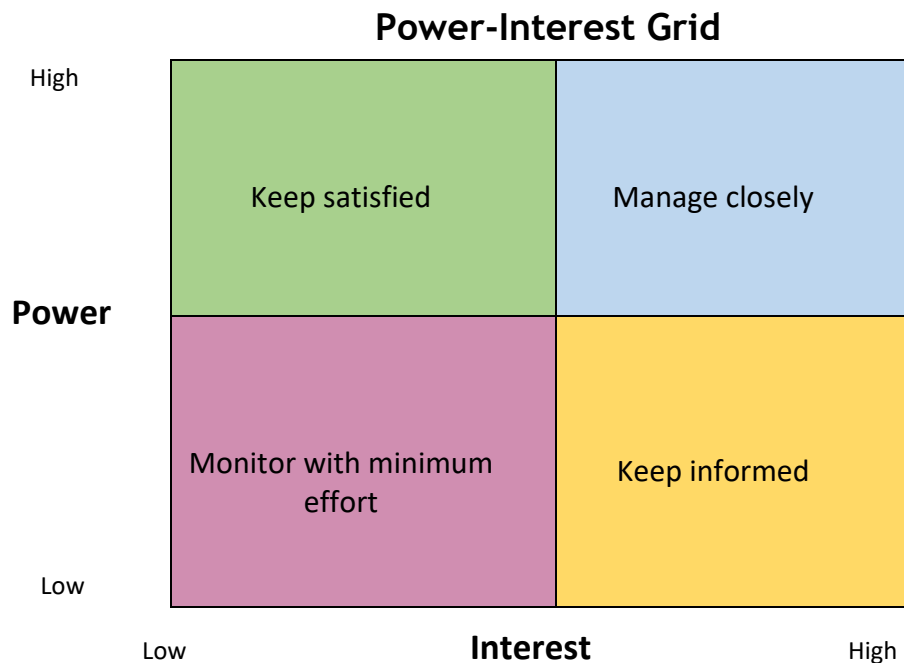 Power-Interest Grid
High
Keep satisfied
Manage closely
Power
Monitor with minimum
effort
Keep informed
Low
Low
Interest
High